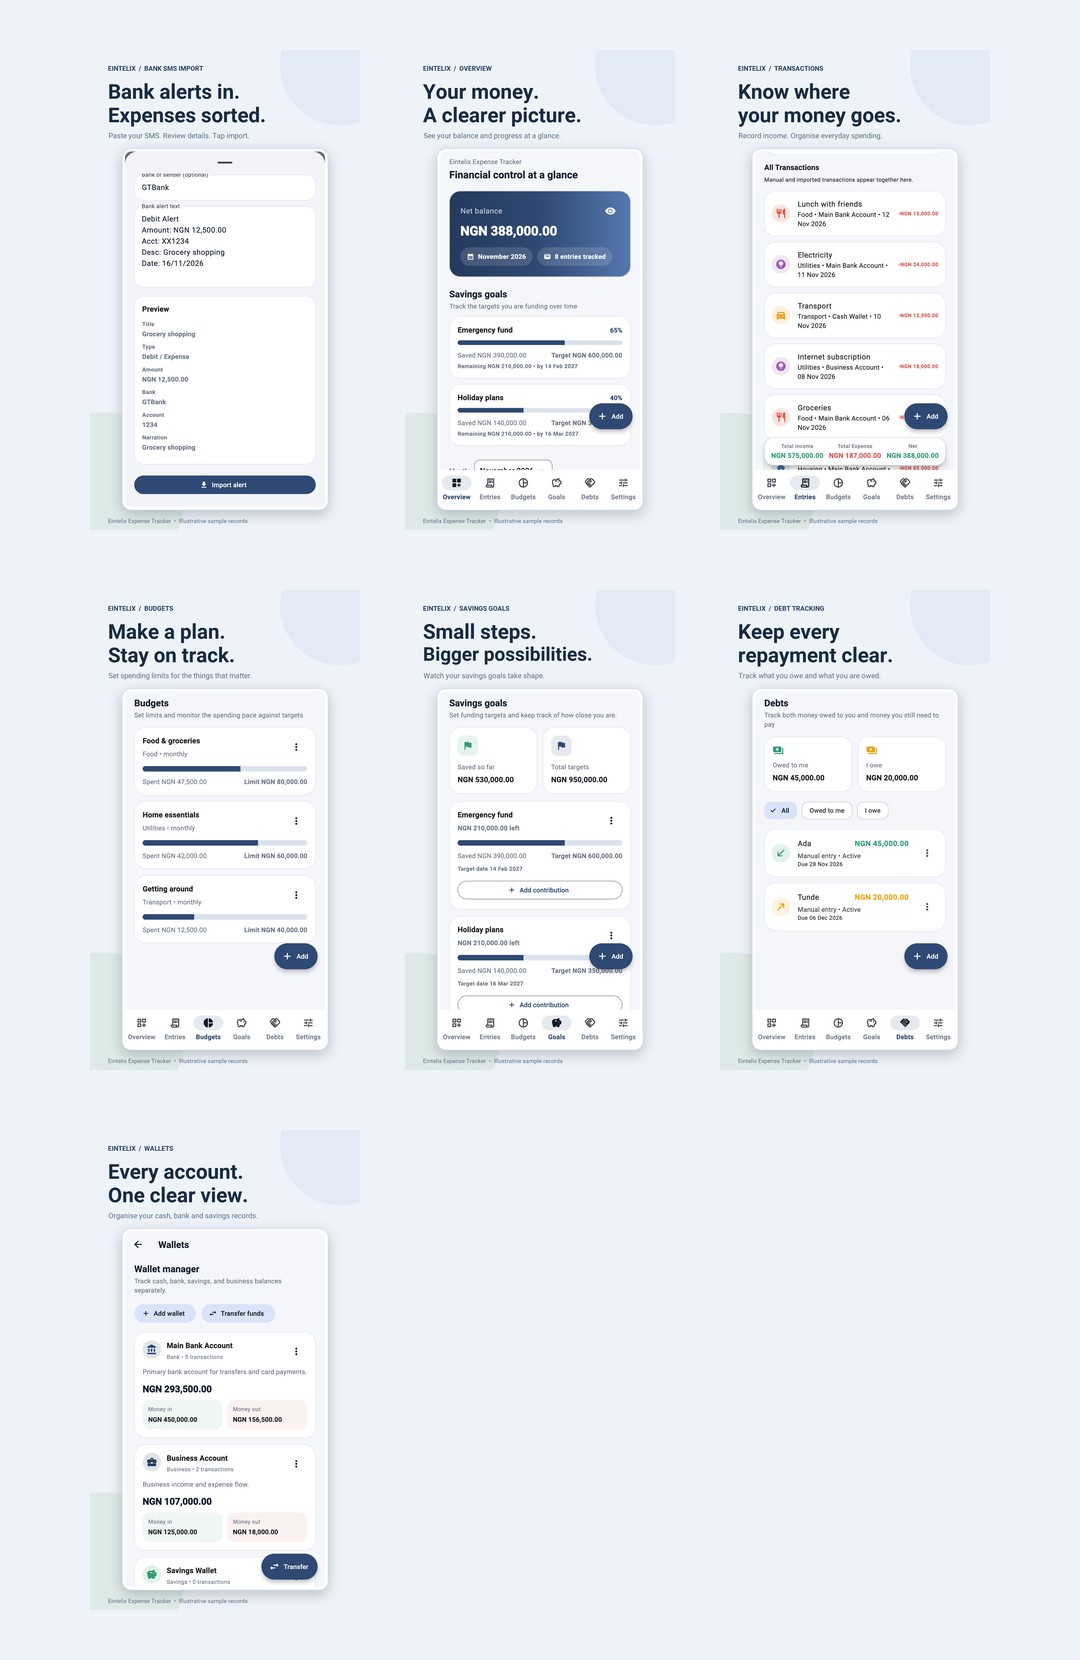 EINTELIX / BANK SMS IMPORT
Bank alerts in.
Expenses sorted.
Paste your SMS. Review details. Tap import.
Bank or sender (optional)
GTBank
Bank alert text
Debit Alert
Amount: NGN 12,500.00
Acct: XX1234
Desc: Grocery shopping
Date: 16/11/2026
Preview
Title
Grocery shopping
Type
Debit / Expense
Amount
NGN 12,500.00
Bank
GTBank
Account
1234
Narration
Grocery shopping
Import alert
Eintelix Expense Tracker • Illustrative sample records
EINTELIX / OVERVIEW
Your money.
A clearer picture.
See your balance and progress at a glance.
Eintelix Expense Tracker
Financial control at a glance
Net balance
NGN 388,000.00
November 2026
8 entries tracked
Savings goals
Track the targets you are funding over time
Emergency fund 65%
Saved NGN 390,000.00 Target NGN 600,000.00
Remaining NGN 210,000.00 • by 14 Feb 2027
Holiday plans 40%
Saved NGN 140,000.00 Target NGN 3
Remaining NGN 210,000.00 • by 16 Mar 2027
Add
November 2026
Overview Entries Budgets Goals Debts Settings
Eintelix Expense Tracker • Illustrative sample records
EINTELIX / TRANSACTIONS
Know where
your money goes.
Record income. Organise everyday spending.
All Transactions
Manual and imported transactions appear together here.
Lunch with friends
Food • Main Bank Account • 12
Nov 2026
-NGN 15,000.00
Electricity
Utilities • Main Bank Account •
11 Nov 2026
-NGN 24,000.00
Transport
Transport • Cash Wallet • 10
Nov 2026
-NGN 12,500.00
Internet subscription
Utilities • Business Account •
08 Nov 2026
-NGN 18,000.00
Groceries
Food • Main Bank Account • 06
Nov 2026
Add
Total Income Total Expense Net
NGN 575,000.00 NGN 187,000.00 NGN 388,000.00
Housing • Main Bank Account • -NGN 85,000.00
Overview Entries Budgets Goals Debts Settings
Eintelix Expense Tracker • Illustrative sample records
EINTELIX / BUDGETS
Make a plan.
Stay on track.
Set spending limits for the things that matter.
Budgets
Set limits and monitor the spending pace against targets
Food & groceries
Food • monthly
Spent NGN 47,500.00 Limit NGN 80,000.00
Home essentials
Utilities • monthly
Spent NGN 42,000.00 Limit NGN 60,000.00
Getting around
Transport • monthly
Spent NGN 12,500.00 Limit NGN 40,000.00
Add
Overview Entries Budgets Goals Debts Settings
Eintelix Expense Tracker • Illustrative sample records
EINTELIX / SAVINGS GOALS
Small steps.
Bigger possibilities.
Watch your savings goals take shape.
Savings goals
Set funding targets and keep track of how close you are.
Saved so far
NGN 530,000.00
Total targets
NGN 950,000.00
Emergency fund
NGN 210,000.00 left
Saved NGN 390,000.00 Target NGN 600,000.00
Target date 14 Feb 2027
Add contribution
Holiday plans
NGN 210,000.00 left
Add
Saved NGN 140,000.00 Target NGN 350,000.00
Target date 16 Mar 2027
Add contribution
Overview Entries Budgets Goals Debts Settings
Eintelix Expense Tracker • Illustrative sample records
EINTELIX / DEBT TRACKING
Keep every
repayment clear.
Track what you owe and what you are owed.
Debts
Track both money owed to you and money you still need to
pay
Owed to me
NGN 45,000.00
I owe
NGN 20,000.00
All Owed to me I owe
Ada NGN 45,000.00
Manual entry • Active
Due 28 Nov 2026
Tunde NGN 20,000.00
Manual entry • Active
Due 06 Dec 2026
Add
Overview Entries Budgets Goals Debts Settings
Eintelix Expense Tracker • Illustrative sample records
EINTELIX / WALLETS
Every account.
One clear view.
Organise your cash, bank and savings records.
Wallets
Wallet manager
Track cash, bank, savings, and business balances
separately.
Add wallet Transfer funds
Main Bank Account
Bank • 5 transactions
Primary bank account for transfers and card payments.
NGN 293,500.00
Money in Money out
NGN 450,000.00 NGN 156,500.00
Business Account
Business • 2 transactions
Business income and expense flow.
NGN 107,000.00
Money in Money out
NGN 125,000.00 NGN 18,000.00
Savings Wallet
Savings • 0 transactions
Transfer
Eintelix Expense Tracker • Illustrative sample records